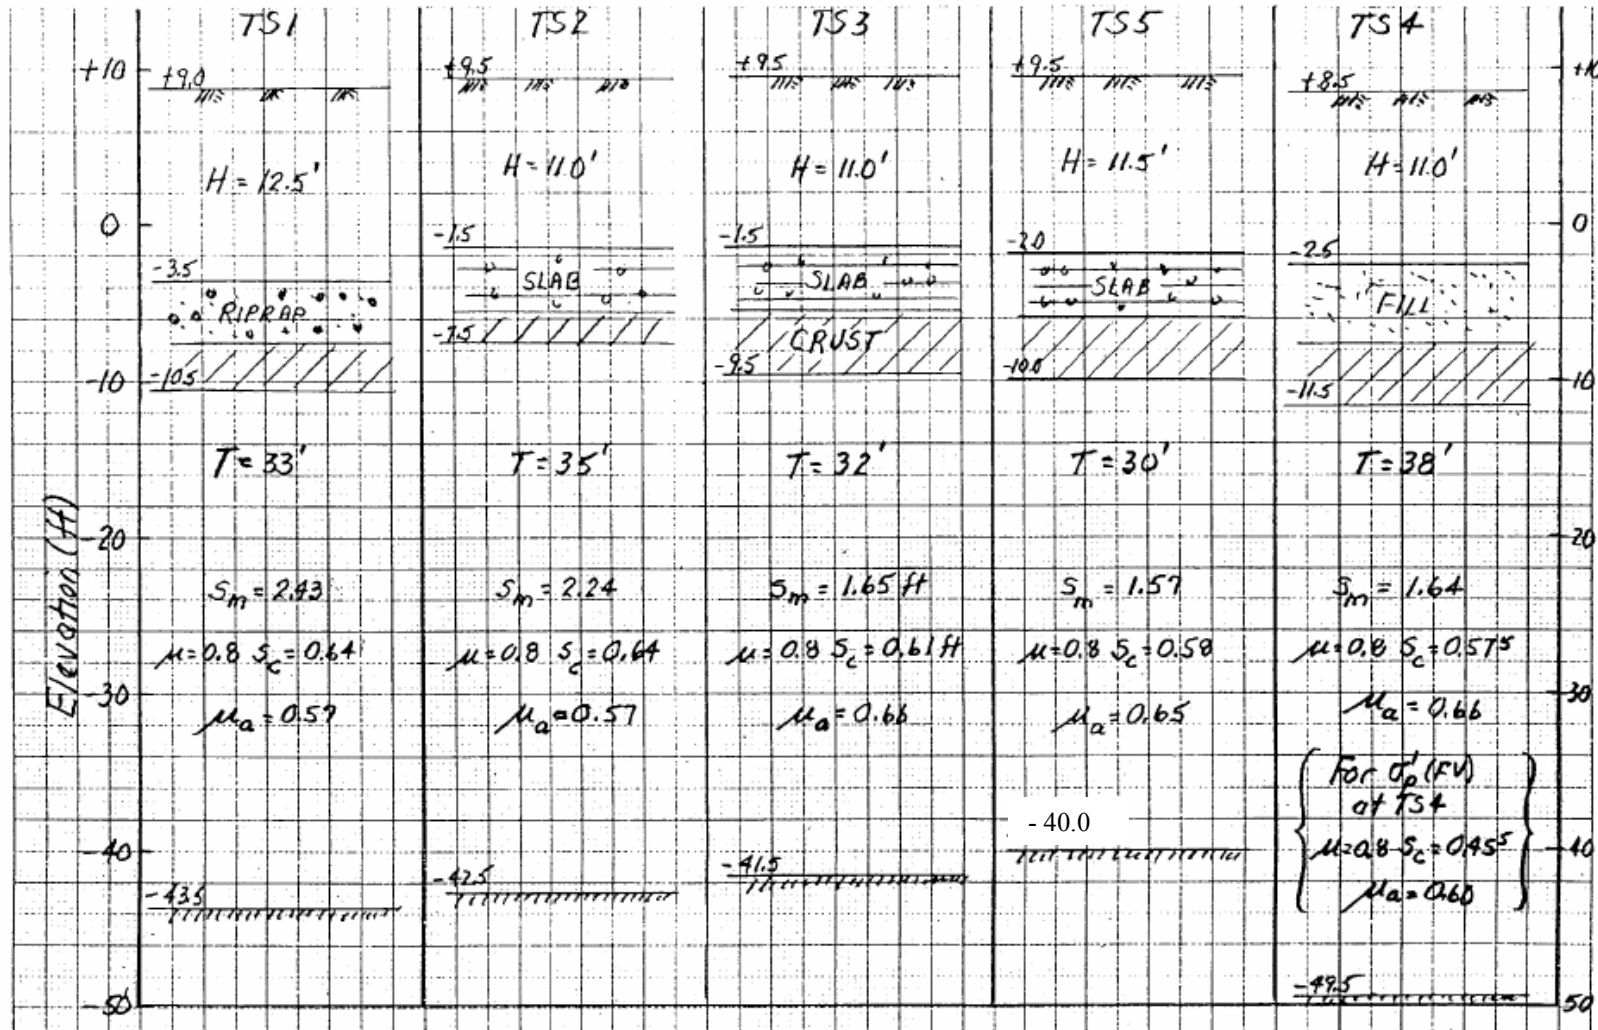 TS1 TS2 TS3 TS5 TS4
+10 +9.0 +9.5 +9.5 +9.5 +8.5 +10
H = 12.5' H = 11.0' H = 11.0' H = 11.5' H = 11.0'
0 -1.5 -1.5 -2.0 -2.5 0
-3.5 RIPRAP SLAB SLAB SLAB FILL
-7.5 CRUST
-10 -10.5 -9.5 -10.0 -11.5 -10
T = 33' T = 35' T = 32' T = 30' T = 38'
Elevation (ft)
-20 -20
Sm = 2.43 Sm = 2.24 Sm = 1.65 ft Sm = 1.57 Sm = 1.64
μ=0.8 Sc=0.64 μ=0.8 Sc=0.64 μ=0.8 Sc=0.61 ft μ=0.8 Sc=0.58 μ=0.8 Sc=0.57⁵
-30 -30
μa = 0.57 μa = 0.66 μa = 0.65 μa = 0.66
For σ'p (FV)
at TS4
μ=0.8 Sc=0.45⁵
μa = 0.60
-40 -43.5 -42.5 -41.5 - 40.0 -40
-50 -49.5 -50